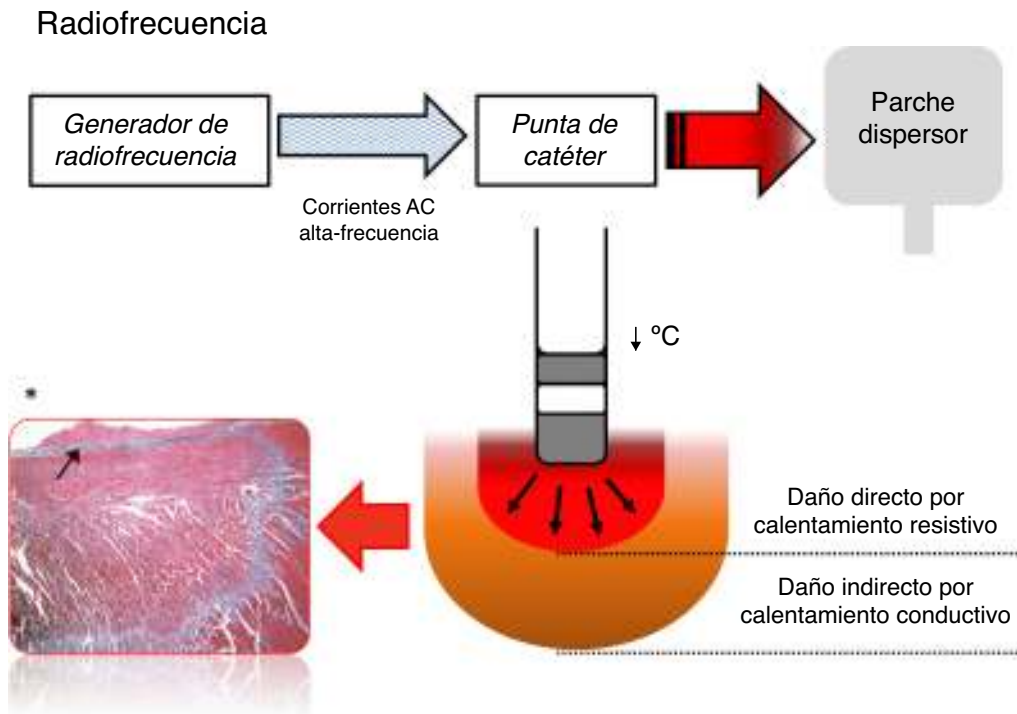 Radiofrecuencia
Generador de
radiofrecuencia
Corrientes AC
alta-frecuencia
Punta de
catéter
Parche
dispersor
↓ ºC
*
Daño directo por
calentamiento resistivo
Daño indirecto por
calentamiento conductivo